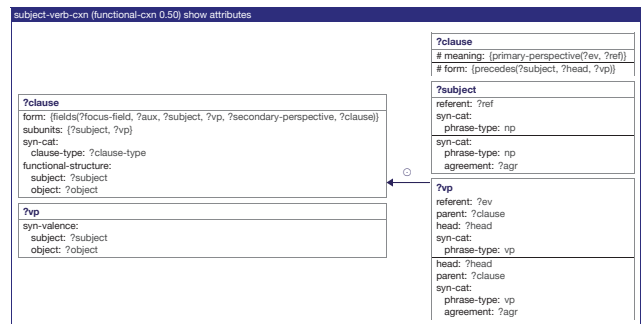 subject-verb-cxn (functional-cxn 0.50) show attributes
?clause
form: {fields(?focus-field, ?aux, ?subject, ?vp, ?secondary-perspective, ?clause)}
subunits: {?subject, ?vp}
syn-cat:
clause-type: ?clause-type
functional-structure:
subject: ?subject
object: ?object
?vp
syn-valence:
subject: ?subject
object: ?object
?clause
# meaning: {primary-perspective(?ev, ?ref)}
# form: {precedes(?subject, ?head, ?vp)}
?subject
referent: ?ref
syn-cat:
phrase-type: np
syn-cat:
phrase-type: np
agreement: ?agr
?vp
referent: ?ev
parent: ?clause
head: ?head
syn-cat:
phrase-type: vp
head: ?head
parent: ?clause
syn-cat:
phrase-type: vp
agreement: ?agr